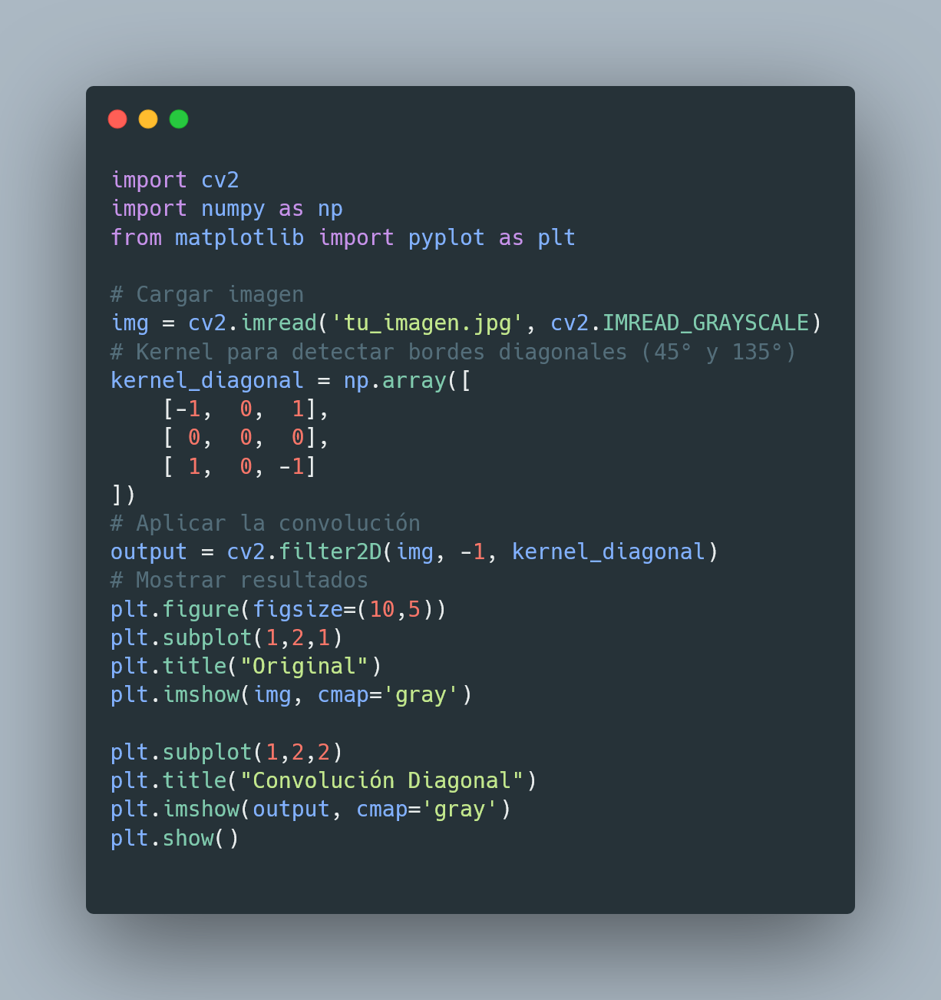 import cv2
import numpy as np
from matplotlib import pyplot as plt

# Cargar imagen
img = cv2.imread('tu_imagen.jpg', cv2.IMREAD_GRAYSCALE)
# Kernel para detectar bordes diagonales (45° y 135°)
kernel_diagonal = np.array([
    [-1,  0,  1],
    [ 0,  0,  0],
    [ 1,  0, -1]
])
# Aplicar la convolución
output = cv2.filter2D(img, -1, kernel_diagonal)
# Mostrar resultados
plt.figure(figsize=(10,5))
plt.subplot(1,2,1)
plt.title("Original")
plt.imshow(img, cmap='gray')

plt.subplot(1,2,2)
plt.title("Convolución Diagonal")
plt.imshow(output, cmap='gray')
plt.show()